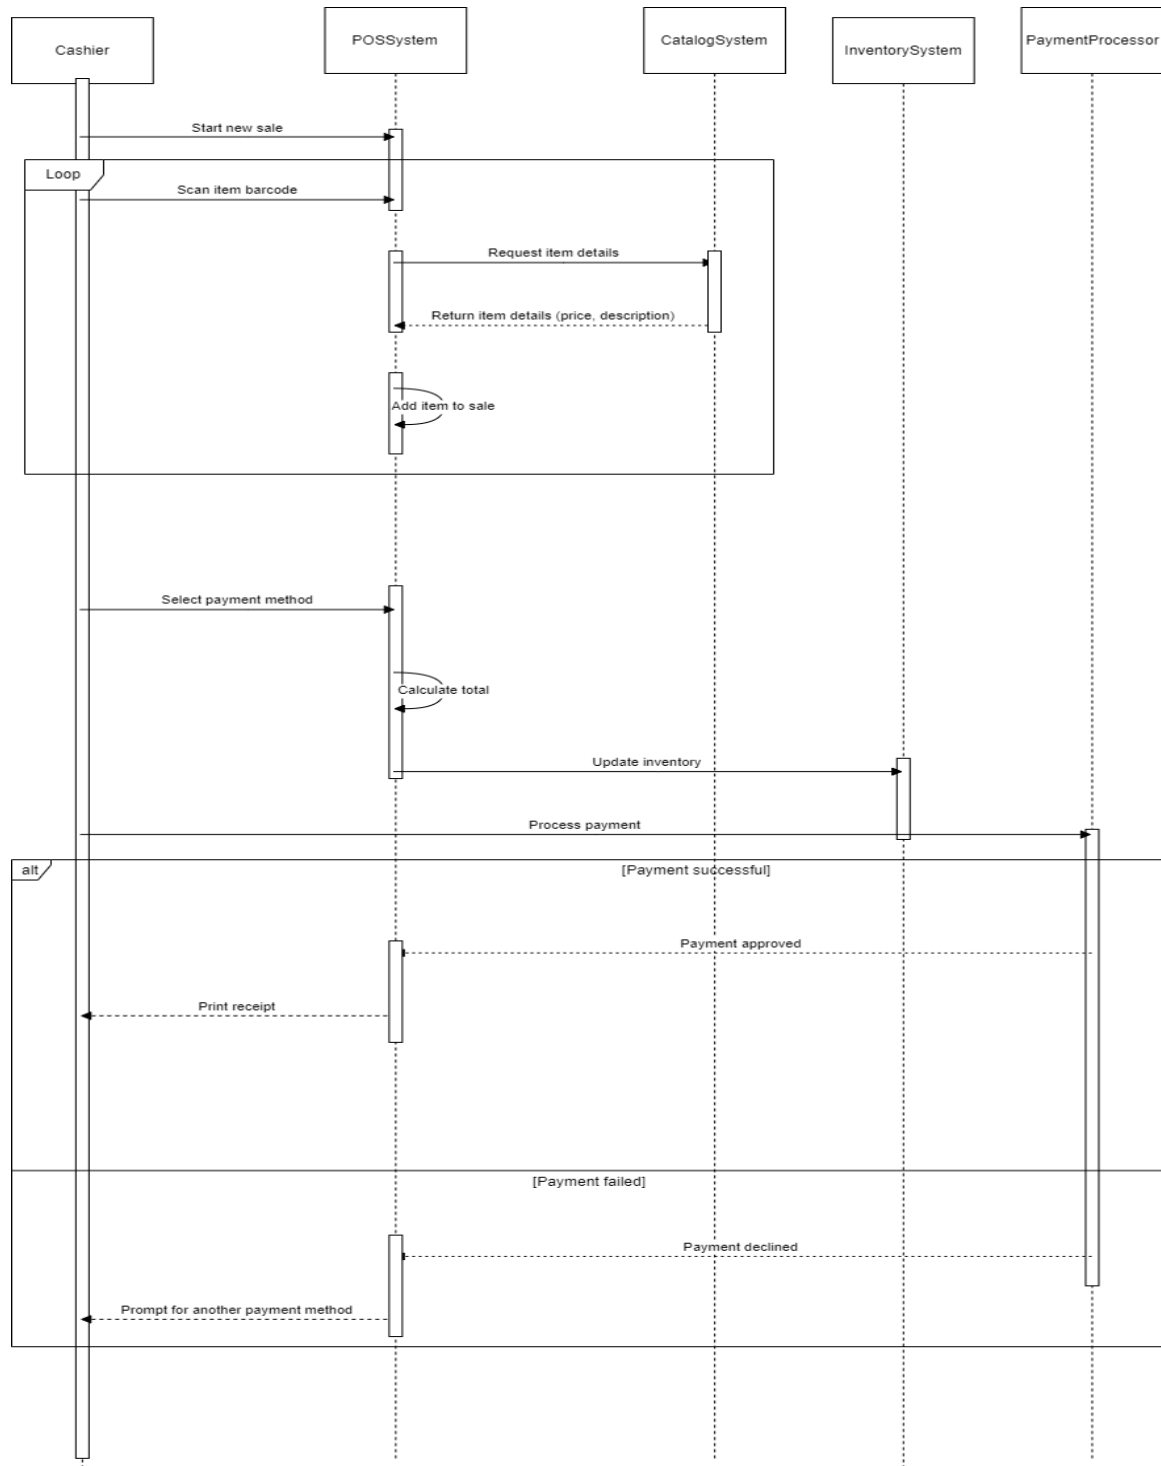 Cashier
POSSystem
CatalogSystem
InventorySystem
PaymentProcessor
Start new sale
Loop
Scan item barcode
Request item details
Return item details (price, description)
Add item to sale
Select payment method
Calculate total
Update inventory
Process payment
alt
[Payment successful]
Payment approved
Print receipt
[Payment failed]
Payment declined
Prompt for another payment method